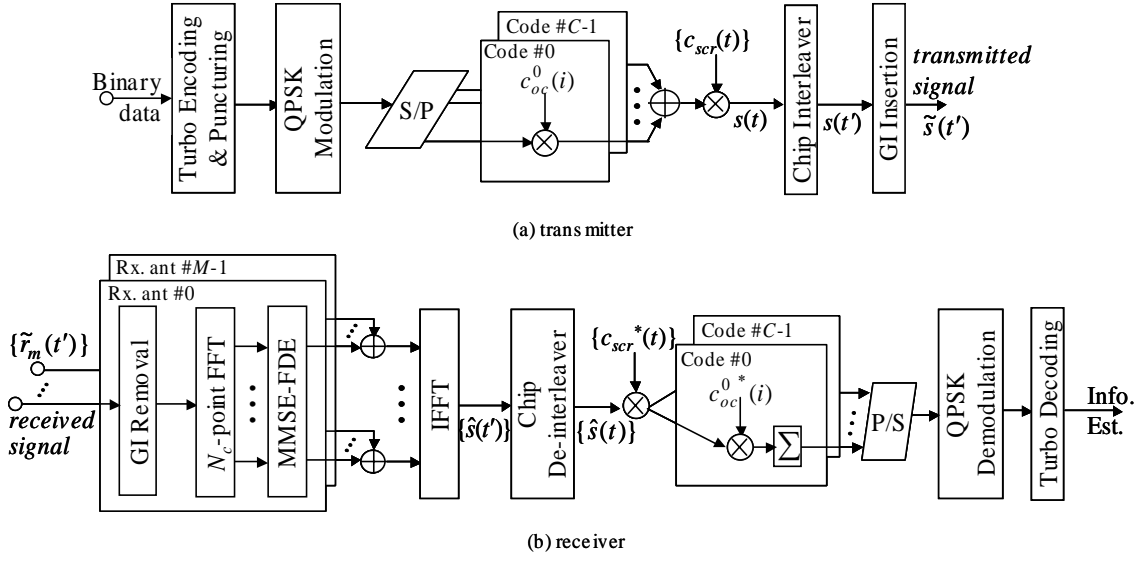 Binary
data
Turbo Encoding
& Puncturing
QPSK
Modulation
S/P
Code #C-1
Code #0
c_oc^0(i)
{c_scr(t)}
s(t)
Chip Interleaver
s(t′)
GI Insertion
transmitted
signal
s̃(t′)
(a) transmitter
Rx. ant #M-1
Rx. ant #0
{r̃_m(t′)}
received
signal
GI Removal
N_c-point FFT
MMSE-FDE
IFFT
{ŝ(t′)}
Chip
De-interleaver
{ŝ(t)}
{c_scr*(t)}
Code #C-1
Code #0
c_oc^0*(i)
Σ
P/S
QPSK
Demodulation
Turbo Decoding
Info.
Est.
(b) receiver